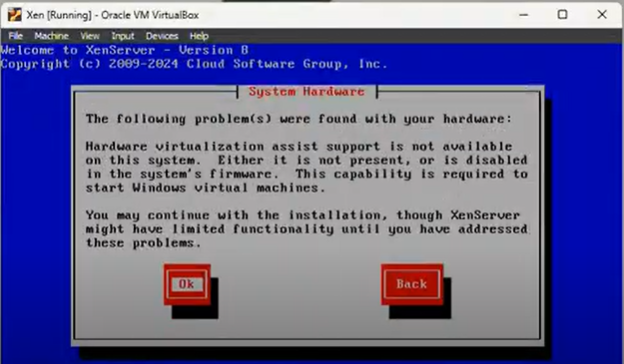 Xen [Running] - Oracle VM VirtualBox
File Machine View Input Devices Help
Welcome to XenServer - Version 8
Copyright (c) 2009-2024 Cloud Software Group, Inc.
System Hardware
The following problem(s) were found with your hardware:
Hardware virtualization assist support is not available
on this system. Either it is not present, or is disabled
in the system's firmware. This capability is required to
start Windows virtual machines.
You may continue with the installation, though XenServer
might have limited functionality until you have addressed
these problems.
Ok Back